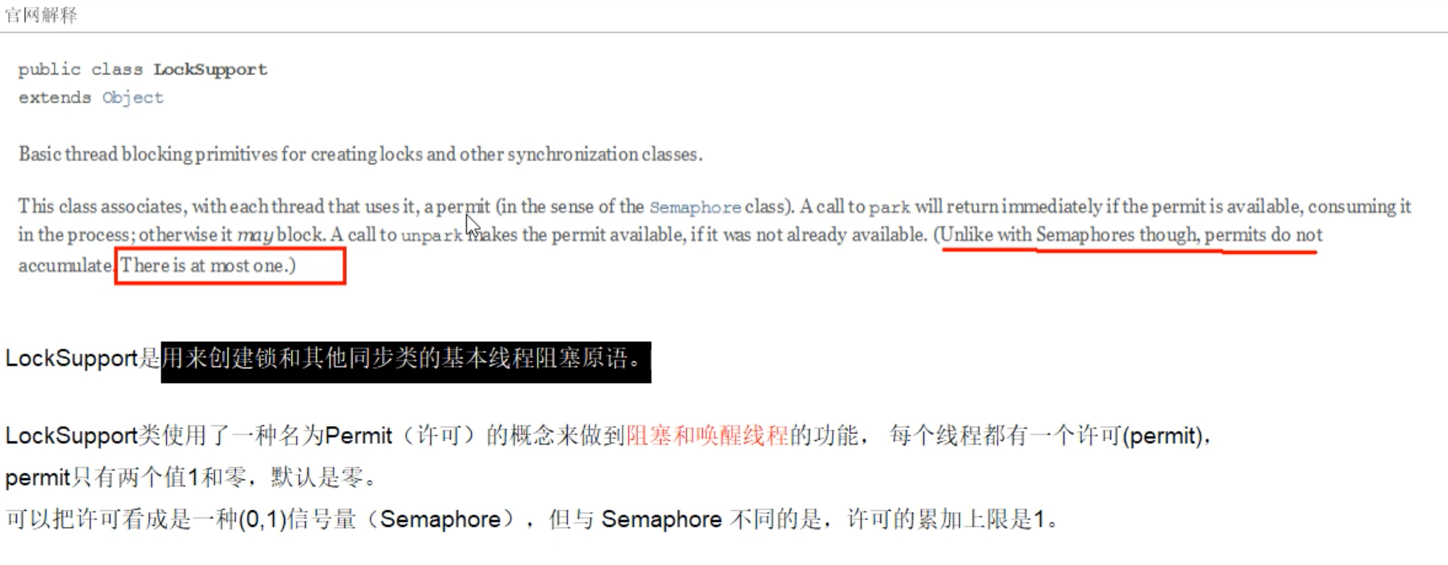 官网解释
public class LockSupport
extends Object
Basic thread blocking primitives for creating locks and other synchronization classes.
This class associates, with each thread that uses it, a permit (in the sense of the Semaphore class). A call to park will return immediately if the permit is available, consuming it
in the process; otherwise it may block. A call to unpark makes the permit available, if it was not already available. (Unlike with Semaphores though, permits do not
accumulate. There is at most one.)
LockSupport是用来创建锁和其他同步类的基本线程阻塞原语。
LockSupport类使用了一种名为Permit（许可）的概念来做到阻塞和唤醒线程的功能， 每个线程都有一个许可(permit)，
permit只有两个值1和零，默认是零。
可以把许可看成是一种(0,1)信号量（Semaphore），但与 Semaphore 不同的是，许可的累加上限是1。